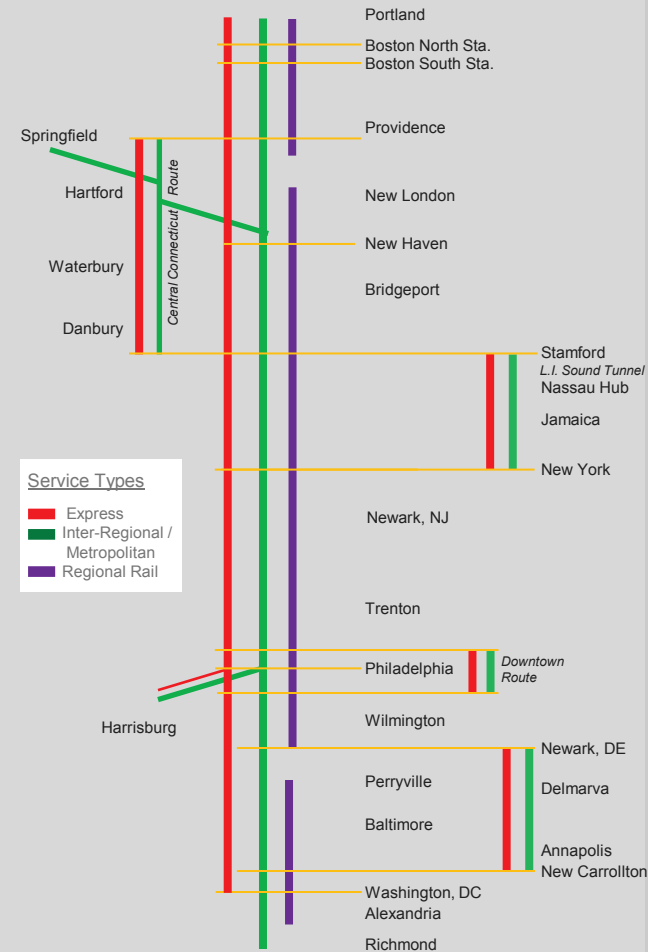 Portland
Boston North Sta.
Boston South Sta.
Providence
Springfield
Hartford
Waterbury
Danbury
Central Connecticut Route
New London
New Haven
Bridgeport
Stamford
L.I. Sound Tunnel
Nassau Hub
Jamaica
New York
Service Types
Express
Inter-Regional /
Metropolitan
Regional Rail
Newark, NJ
Trenton
Philadelphia
Downtown
Route
Harrisburg
Wilmington
Newark, DE
Perryville
Delmarva
Baltimore
Annapolis
New Carrollton
Washington, DC
Alexandria
Richmond